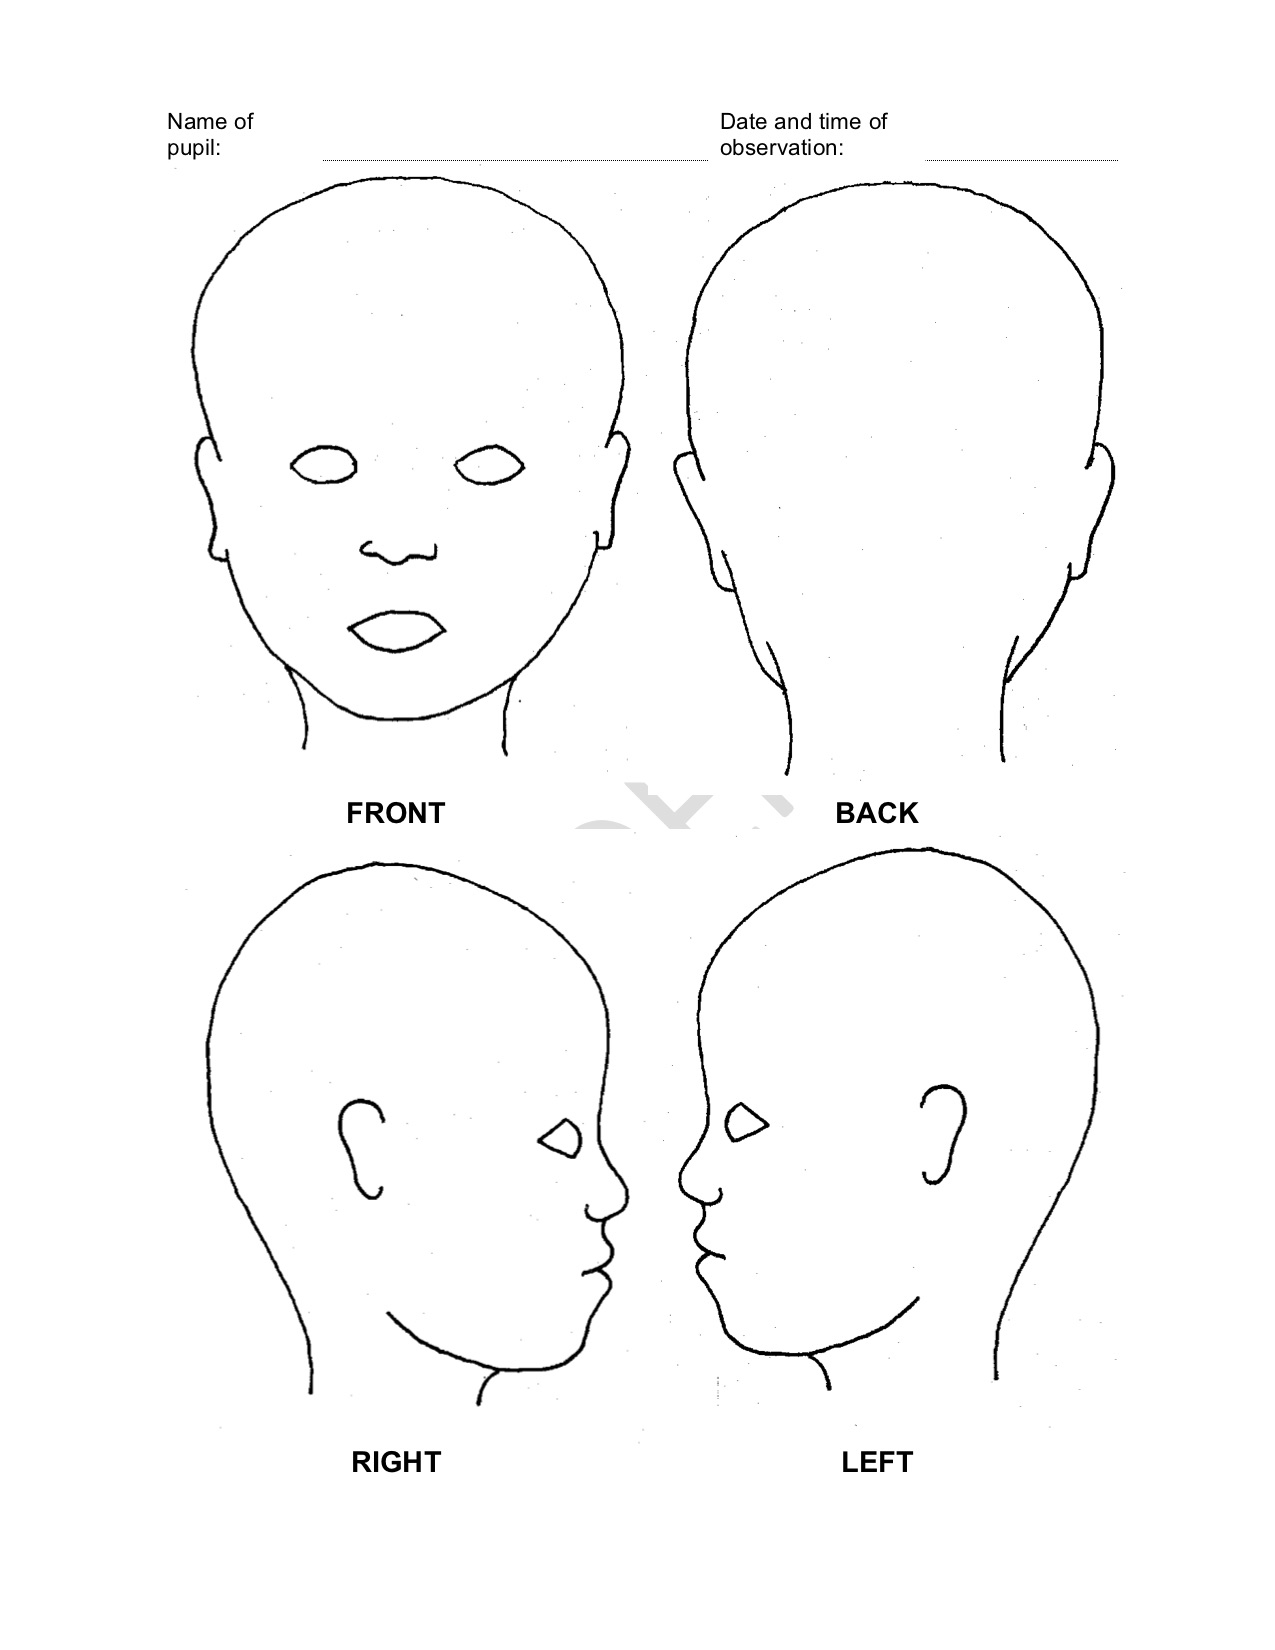 Name of
pupil:
Date and time of
observation:
FRONT
BACK
RIGHT
LEFT